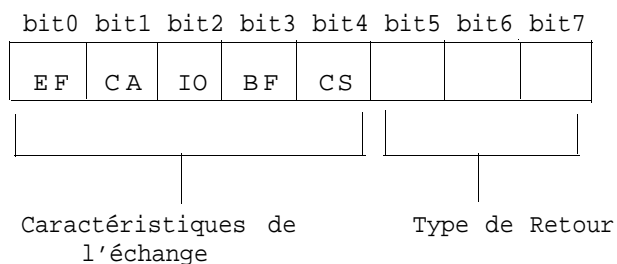 bit0 bit1 bit2 bit3 bit4 bit5 bit6 bit7
EF CA IO BF CS
Caractéristiques de Type de Retour
l'échange